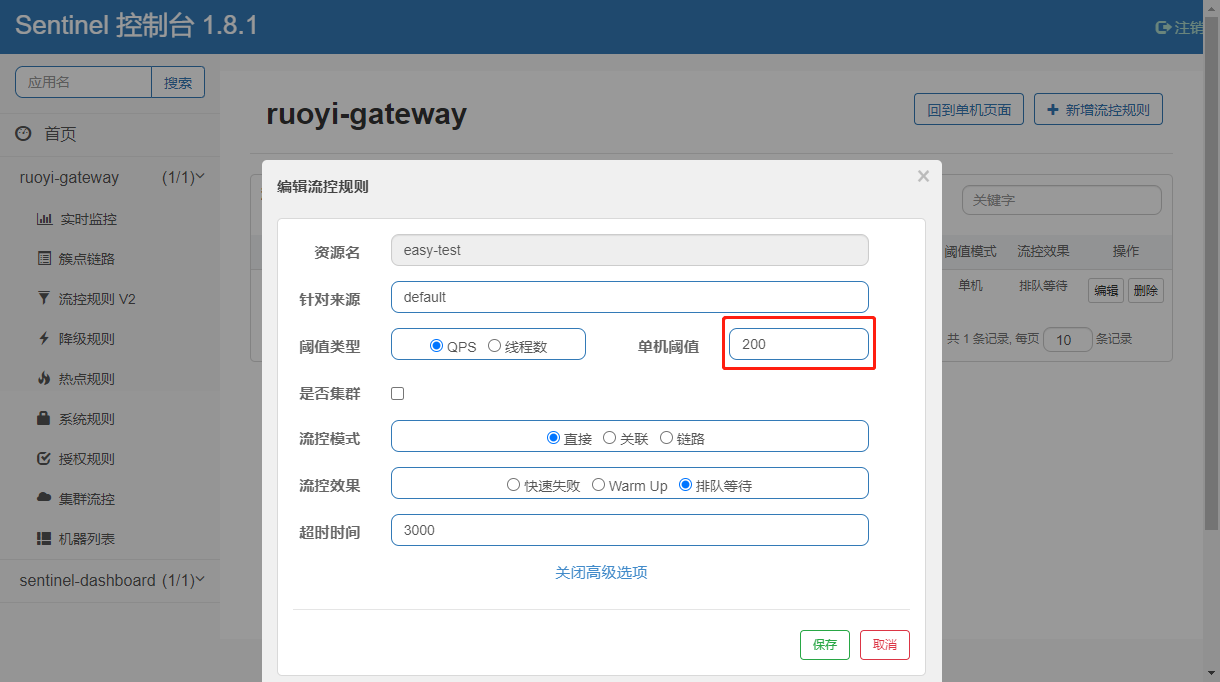 Sentinel 控制台 1.8.1
注销
应用名
搜索
首页
ruoyi-gateway (1/1)
实时监控
簇点链路
流控规则 V2
降级规则
热点规则
系统规则
授权规则
集群流控
机器列表
sentinel-dashboard (1/1)
ruoyi-gateway
回到单机页面
新增流控规则
关键字
阈值模式 流控效果 操作
单机 排队等待 编辑 删除
共 1 条记录, 每页 10 条记录
编辑流控规则
×
资源名 easy-test
针对来源 default
阈值类型 QPS 线程数 单机阈值 200
是否集群
流控模式 直接 关联 链路
流控效果 快速失败 Warm Up 排队等待
超时时间 3000
关闭高级选项
保存 取消